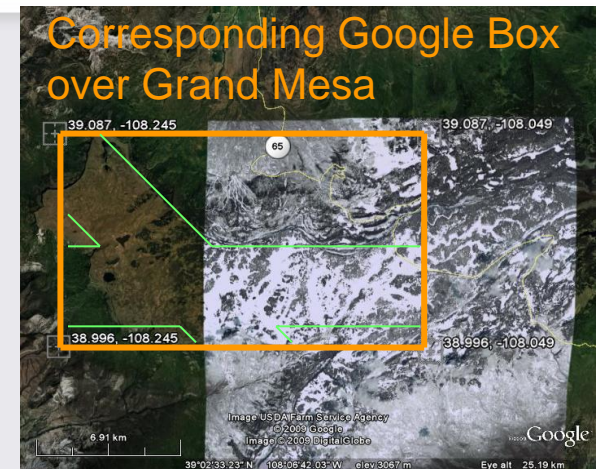 Corresponding Google Box
over Grand Mesa
39.087, -108.245
39.087, -108.049
65
38.996, -108.245
38.996, -108.049
Image USDA Farm Service Agency
© 2009 Google
Image © 2009 DigitalGlobe
Google
6.91 km
39°02'33.23" N 108°06'42.03" W elev 3067 m Eye alt 25.19 km